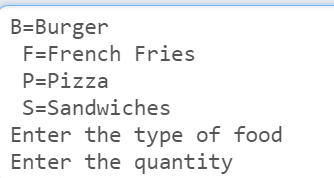 B=Burger
F=French Fries
P=Pizza
S=Sandwiches
Enter the type of food
Enter the quantity